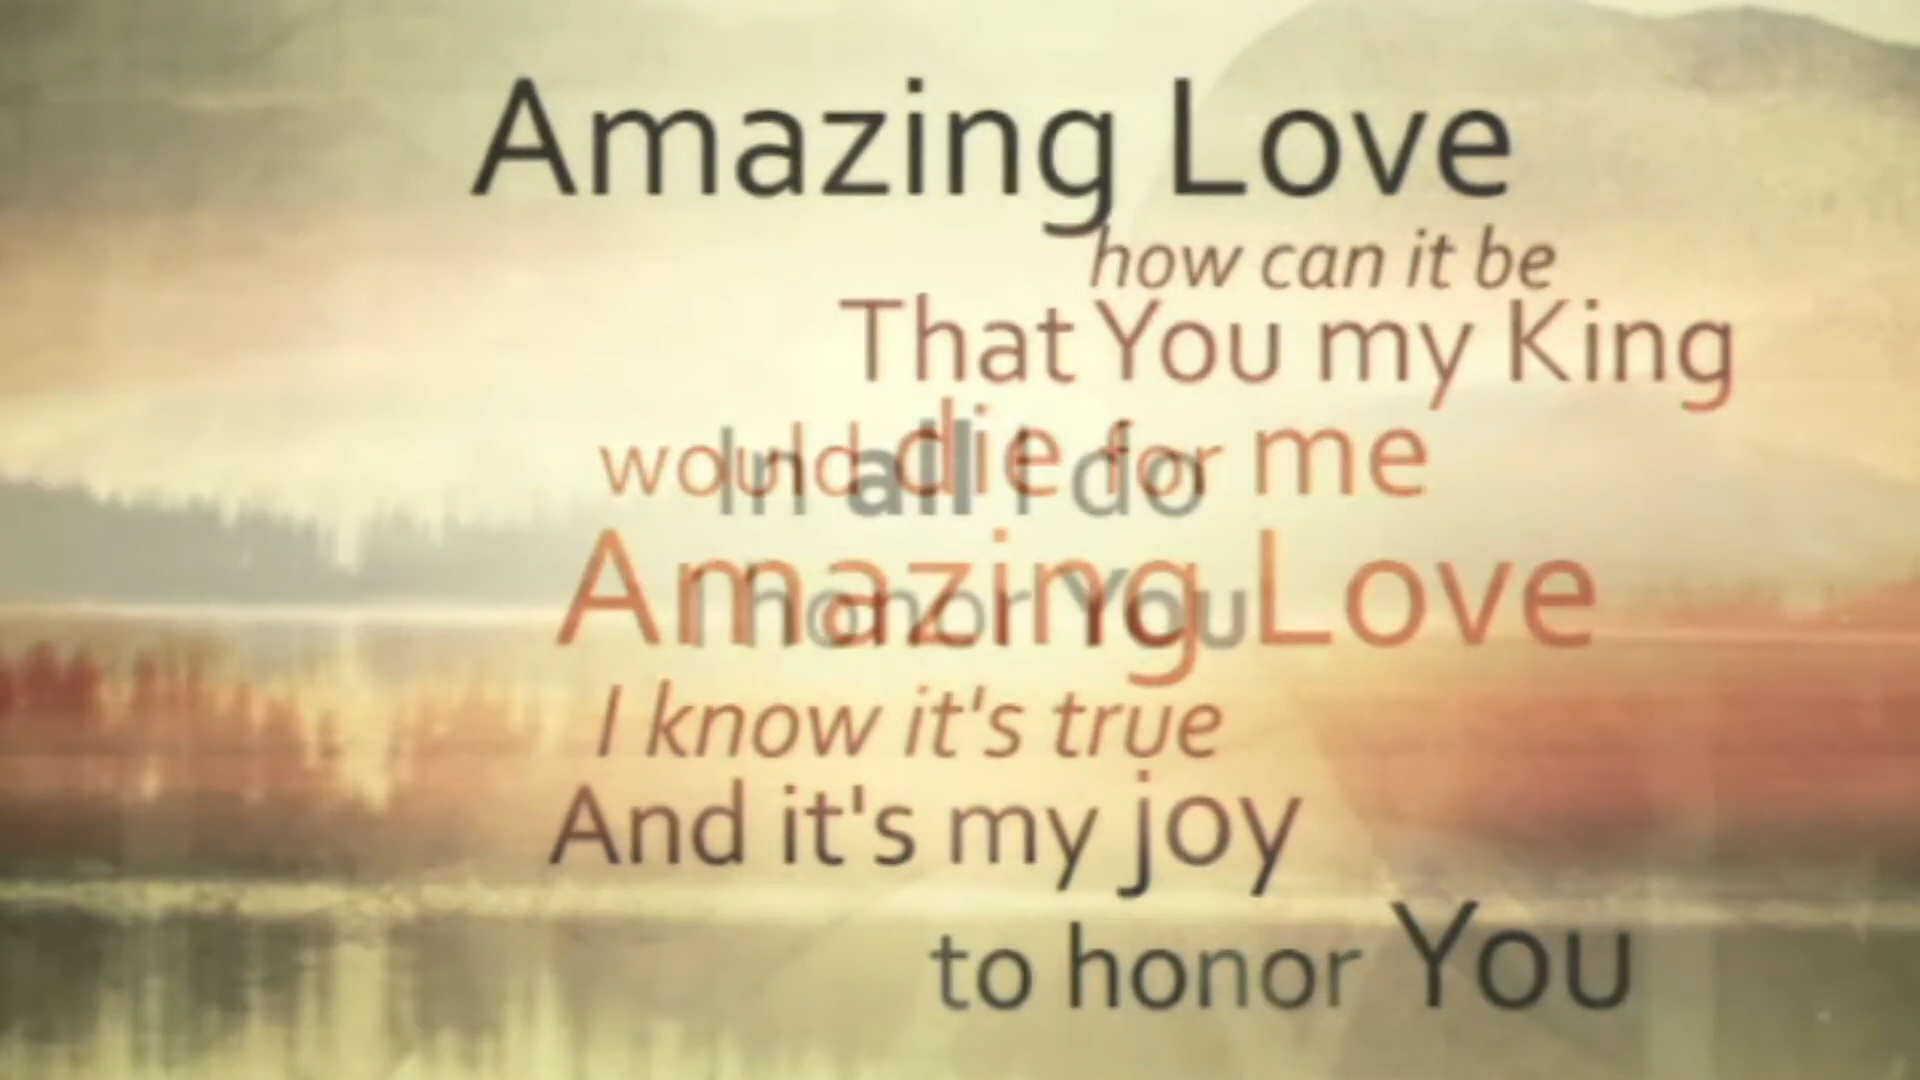 Amazing Love
how can it be
That You my King
would die for me
In all I do
Amazing Love
I honor You
I know it's true
And it's my joy
to honor You